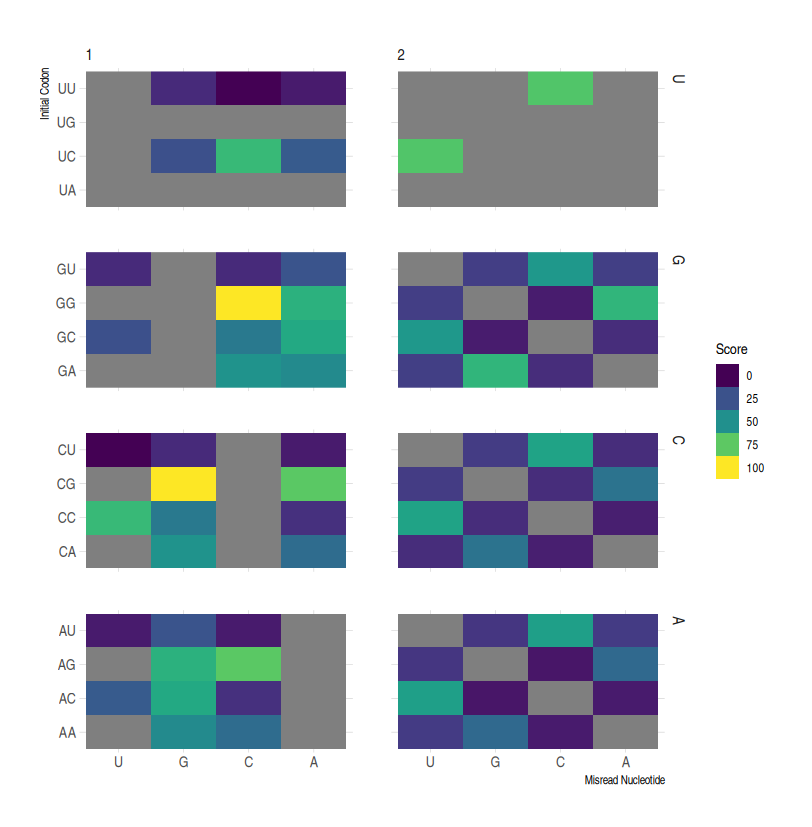 1
2
Initial Codon
UU
UG
UC
UA
U
GU
GG
GC
GA
G
CU
CG
CC
CA
C
AU
AG
AC
AA
A
U G C A
U G C A
Misread Nucleotide
Score
0
25
50
75
100